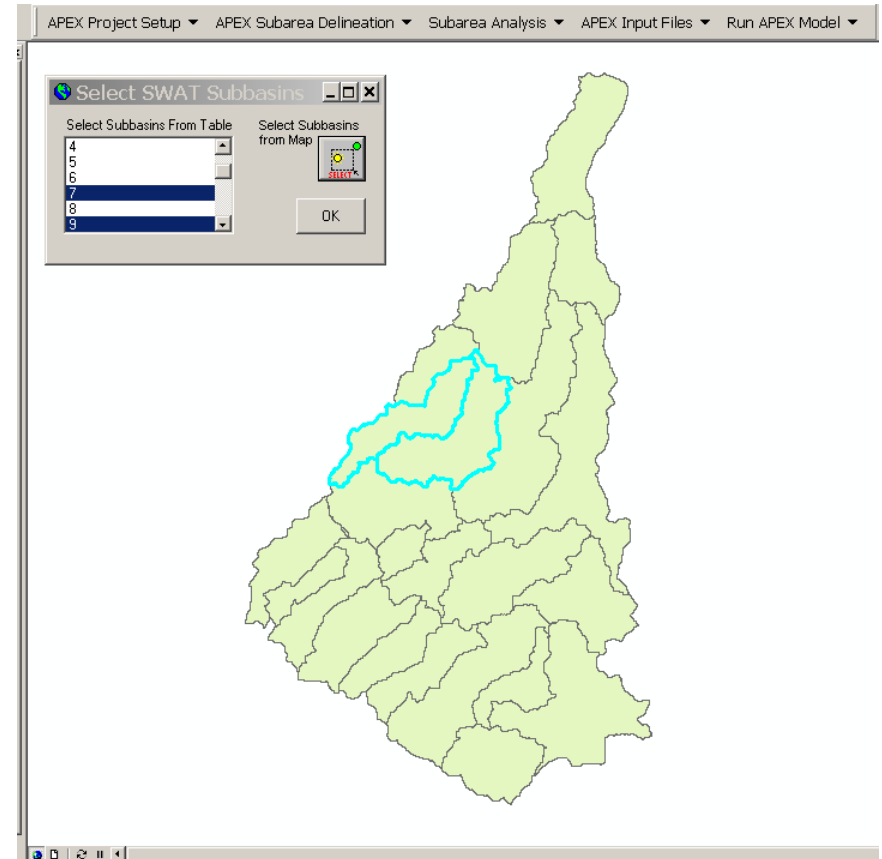 APEX Project Setup APEX Subarea Delineation Subarea Analysis APEX Input Files Run APEX Model
Select SWAT Subbasins
Select Subbasins From Table
4
5
6
7
8
9
Select Subbasins
from Map
SELECT
OK